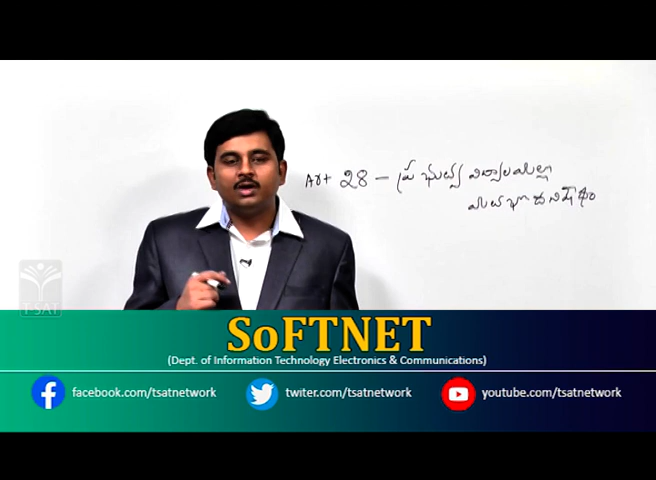 Art 28 - ప్రభుత్వ విద్యాలయాల్లో
మత బోధ నిషేధం
T-SAT
SoFTNET
(Dept. of Information Technology Electronics & Communications)
facebook.com/tsatnetwork
twiter.com/tsatnetwork
youtube.com/tsatnetwork